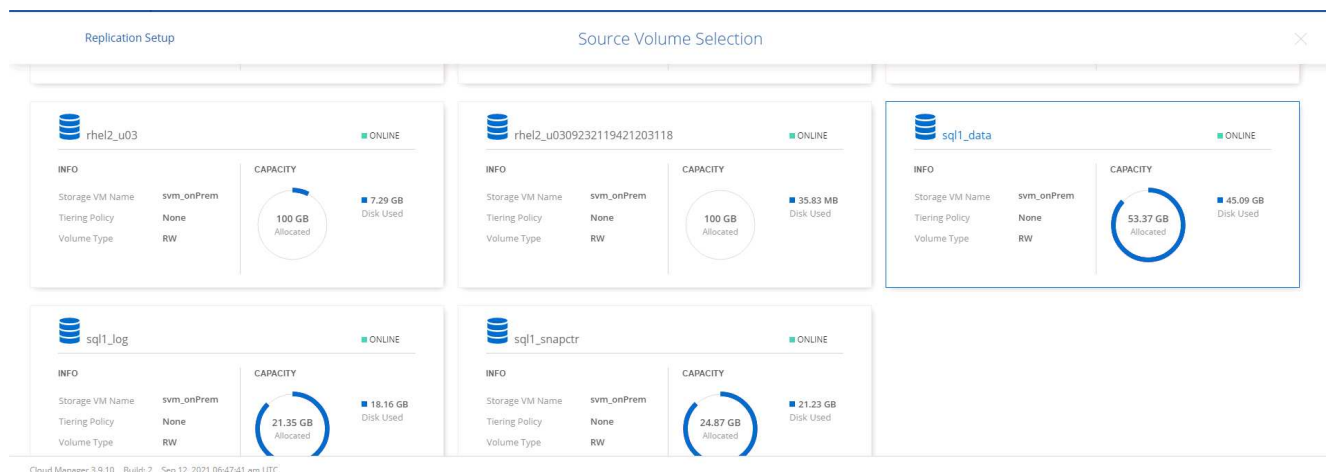 Replication Setup
Source Volume Selection
rhel2_u03
ONLINE
INFO
CAPACITY
Storage VM Name svm_onPrem
Tiering Policy None
Volume Type RW
100 GB
Allocated
7.29 GB
Disk Used
rhel2_u0309232119421203118
ONLINE
INFO
CAPACITY
Storage VM Name svm_onPrem
Tiering Policy None
Volume Type RW
100 GB
Allocated
35.83 MB
Disk Used
sql1_data
ONLINE
INFO
CAPACITY
Storage VM Name svm_onPrem
Tiering Policy None
Volume Type RW
53.37 GB
Allocated
45.09 GB
Disk Used
sql1_log
ONLINE
INFO
CAPACITY
Storage VM Name svm_onPrem
Tiering Policy None
Volume Type RW
21.35 GB
Allocated
18.16 GB
Disk Used
sql1_snapctr
ONLINE
INFO
CAPACITY
Storage VM Name svm_onPrem
Tiering Policy None
Volume Type RW
24.87 GB
Allocated
21.23 GB
Disk Used
Cloud Manager 3.9.10 Build: 2 Sep 12, 2021 06:47:41 am UTC